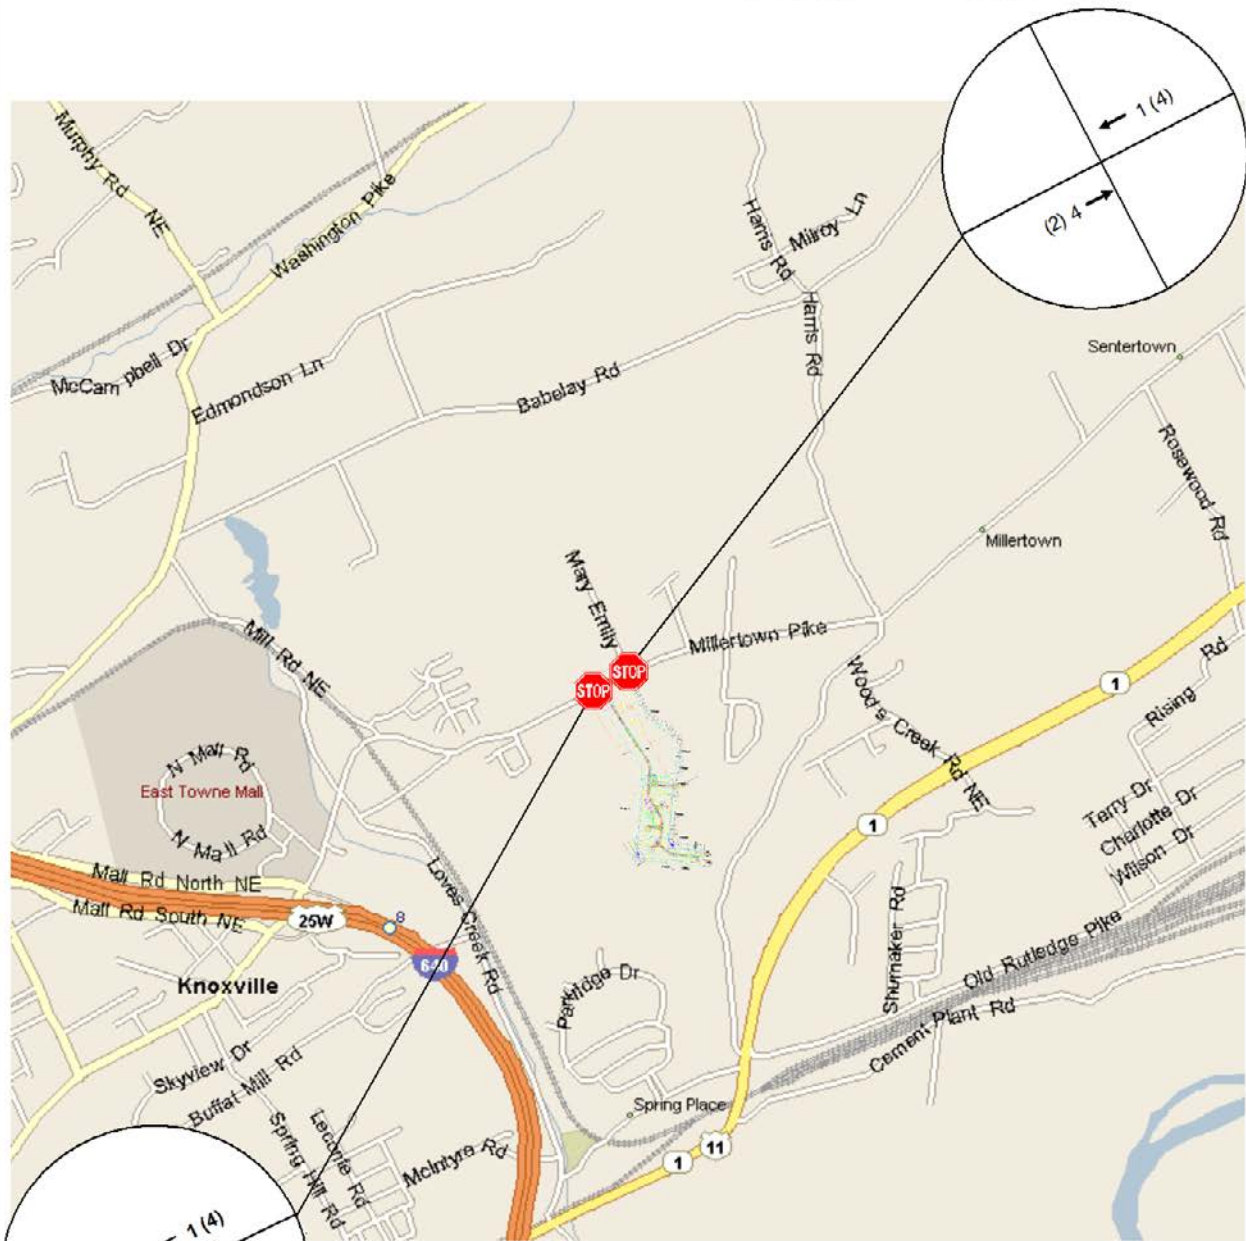 1 (4)
(2) 4
Murphy Rd NE
Washington Pike
Harris Rd
Milroy Ln
Harris Rd
Sentertown
McCampbell Dr
Edmondson Ln
Babelay Rd
Rosewood Rd
Millertown
Mary Emily
Millertown Pike
STOP
STOP
Mill Rd NE
Wood's Creek Rd NE
1
Rising Rd
N Mall Rd
East Towne Mall
N Mall Rd
1
Terry Dr
Charlotte Dr
Wilson Dr
Mall Rd North NE
Mall Rd South NE
25W
8
640
Loves Creek Rd
Knoxville
Parkridge Dr
Shumaker Rd
Old Rutledge Pike
Cement Plant Rd
Skyview Dr
Buffat Mill Rd
Spring Place
Spring Hill Rd
Leconte Rd
McIntyre Rd
1
11
1 (4)